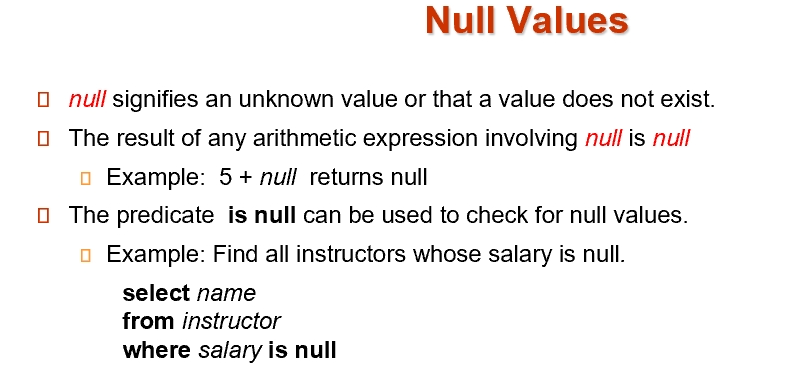 Null Values
null signifies an unknown value or that a value does not exist.
The result of any arithmetic expression involving null is null
Example: 5 + null returns null
The predicate is null can be used to check for null values.
Example: Find all instructors whose salary is null.
select name
from instructor
where salary is null